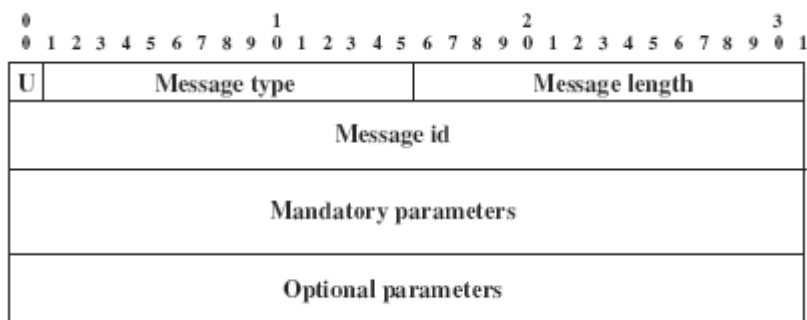 0 1 2 3
0 1 2 3 4 5 6 7 8 9 0 1 2 3 4 5 6 7 8 9 0 1 2 3 4 5 6 7 8 9 0 1
U Message type Message length
Message id
Mandatory parameters
Optional parameters